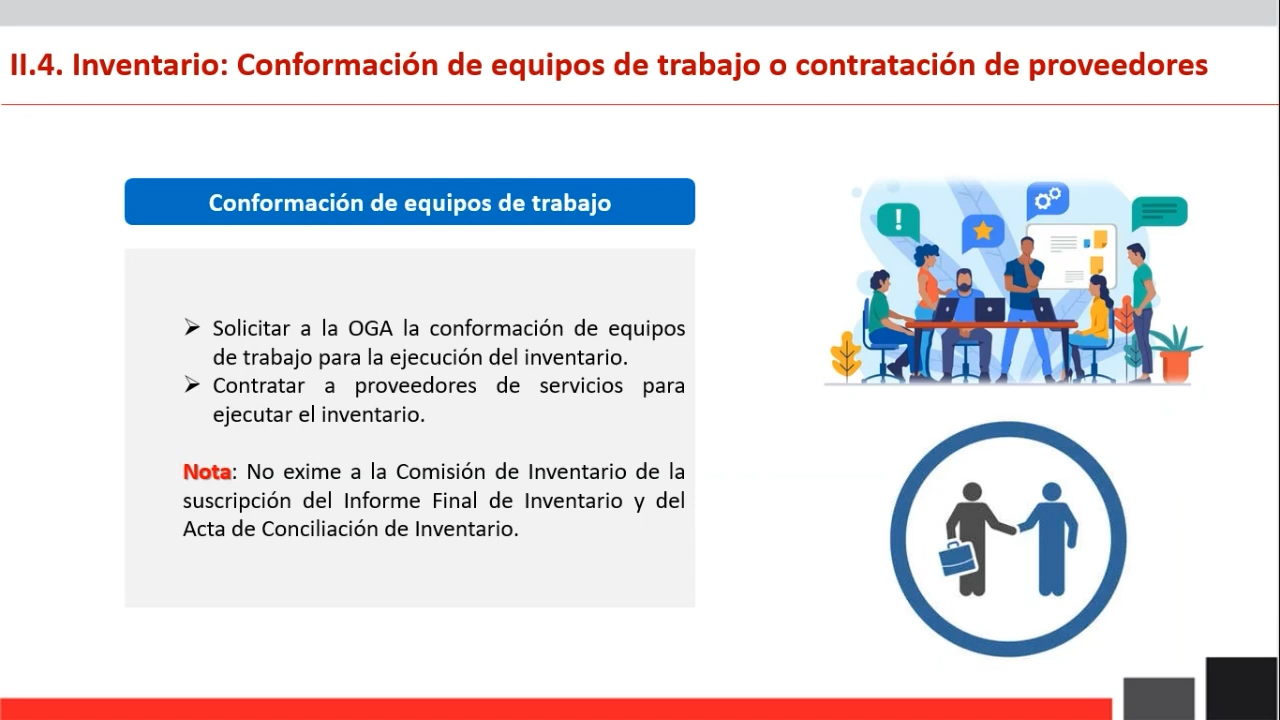 II.4. Inventario: Conformación de equipos de trabajo o contratación de proveedores
Conformación de equipos de trabajo
➢ Solicitar a la OGA la conformación de equipos
de trabajo para la ejecución del inventario.
➢ Contratar a proveedores de servicios para
ejecutar el inventario.
Nota: No exime a la Comisión de Inventario de la
suscripción del Informe Final de Inventario y del
Acta de Conciliación de Inventario.